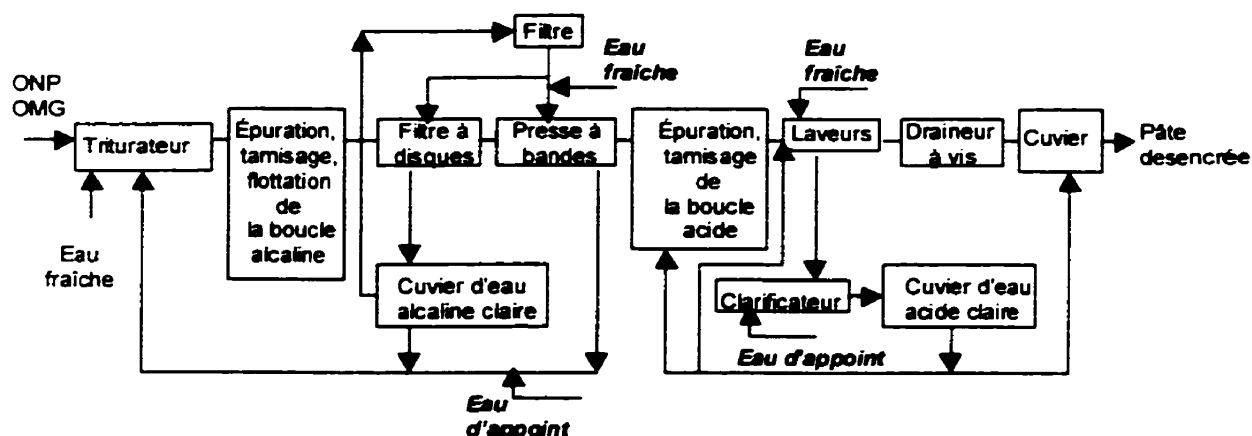 Filtre
Eau
fraîche
Eau
fraîche
ONP
OMG
Triturateur
Épuration,
tamisage,
flottation
de
la boucle
alcaline
Filtre à
disques
Presse à
bandes
Épuration,
tamisage
de
la boucle
acide
Laveurs
Draineur
à vis
Cuvier
Pâte
desencrée
Eau
fraîche
Cuvier d'eau
alcaline claire
Clarificateur
Cuvier d'eau
acide claire
Eau d'appoint
Eau
d'appoint